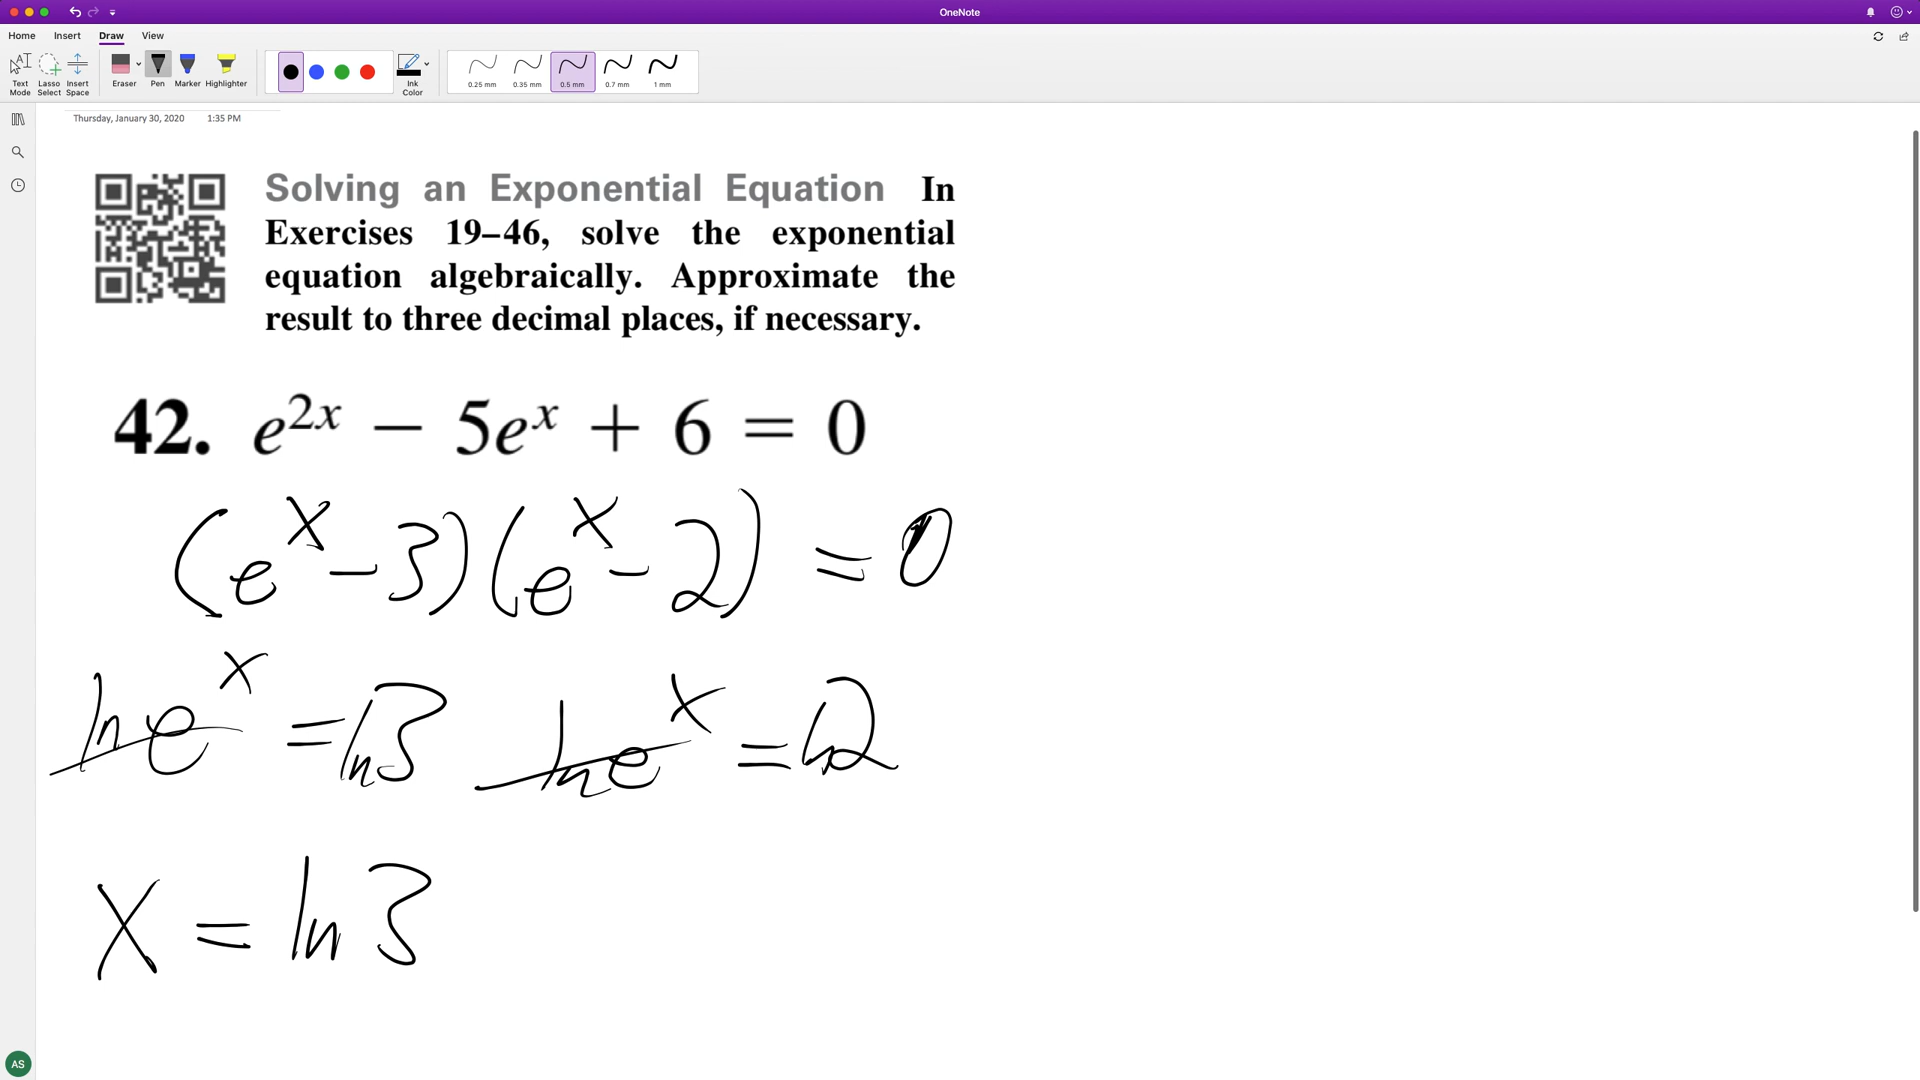 OneNote
Home Insert Draw View
Text Mode Lasso Select Insert Space Eraser Pen Marker Highlighter Ink Color 0.25 mm 0.35 mm 0.5 mm 0.7 mm 1 mm
Thursday, January 30, 2020 1:35 PM
Solving an Exponential Equation In
Exercises 19–46, solve the exponential
equation algebraically. Approximate the
result to three decimal places, if necessary.
42. e^{2x} − 5e^x + 6 = 0
(e^x - 3)(e^x - 2) = 0
ln e^x = ln 3 ln e^x = ln 2
x = ln 3
AS